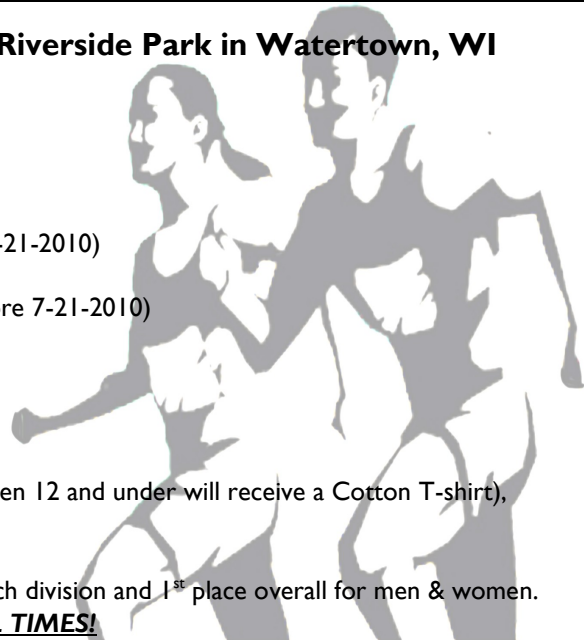 Riverside Park in Watertown, WI
-21-2010)
re 7-21-2010)
en 12 and under will receive a Cotton T-shirt),
ch division and 1st place overall for men & women.
TIMES!